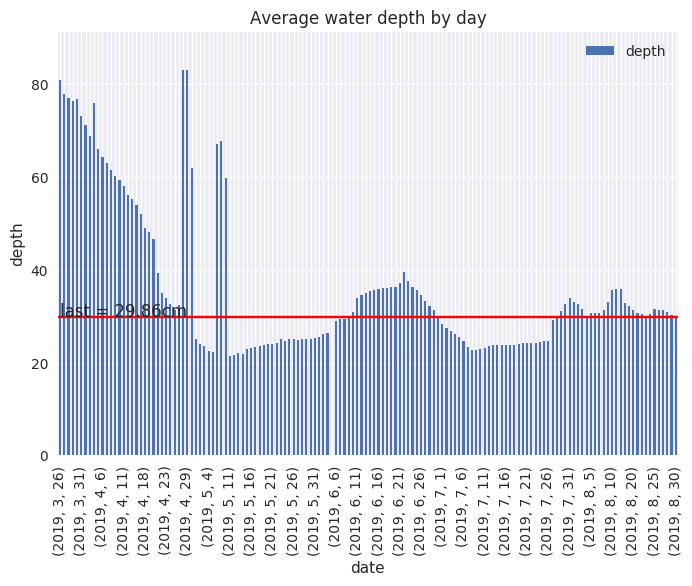 Average water depth by day
depth
80
60
40
20
0
depth
last = 29.86cm
(2019, 3, 26)
(2019, 3, 31)
(2019, 4, 6)
(2019, 4, 11)
(2019, 4, 18)
(2019, 4, 23)
(2019, 4, 29)
(2019, 5, 4)
(2019, 5, 11)
(2019, 5, 16)
(2019, 5, 21)
(2019, 5, 26)
(2019, 5, 31)
(2019, 6, 6)
(2019, 6, 11)
(2019, 6, 16)
(2019, 6, 21)
(2019, 6, 26)
(2019, 7, 1)
(2019, 7, 6)
(2019, 7, 11)
(2019, 7, 16)
(2019, 7, 21)
(2019, 7, 26)
(2019, 7, 31)
(2019, 8, 5)
(2019, 8, 10)
(2019, 8, 20)
(2019, 8, 25)
(2019, 8, 30)
date